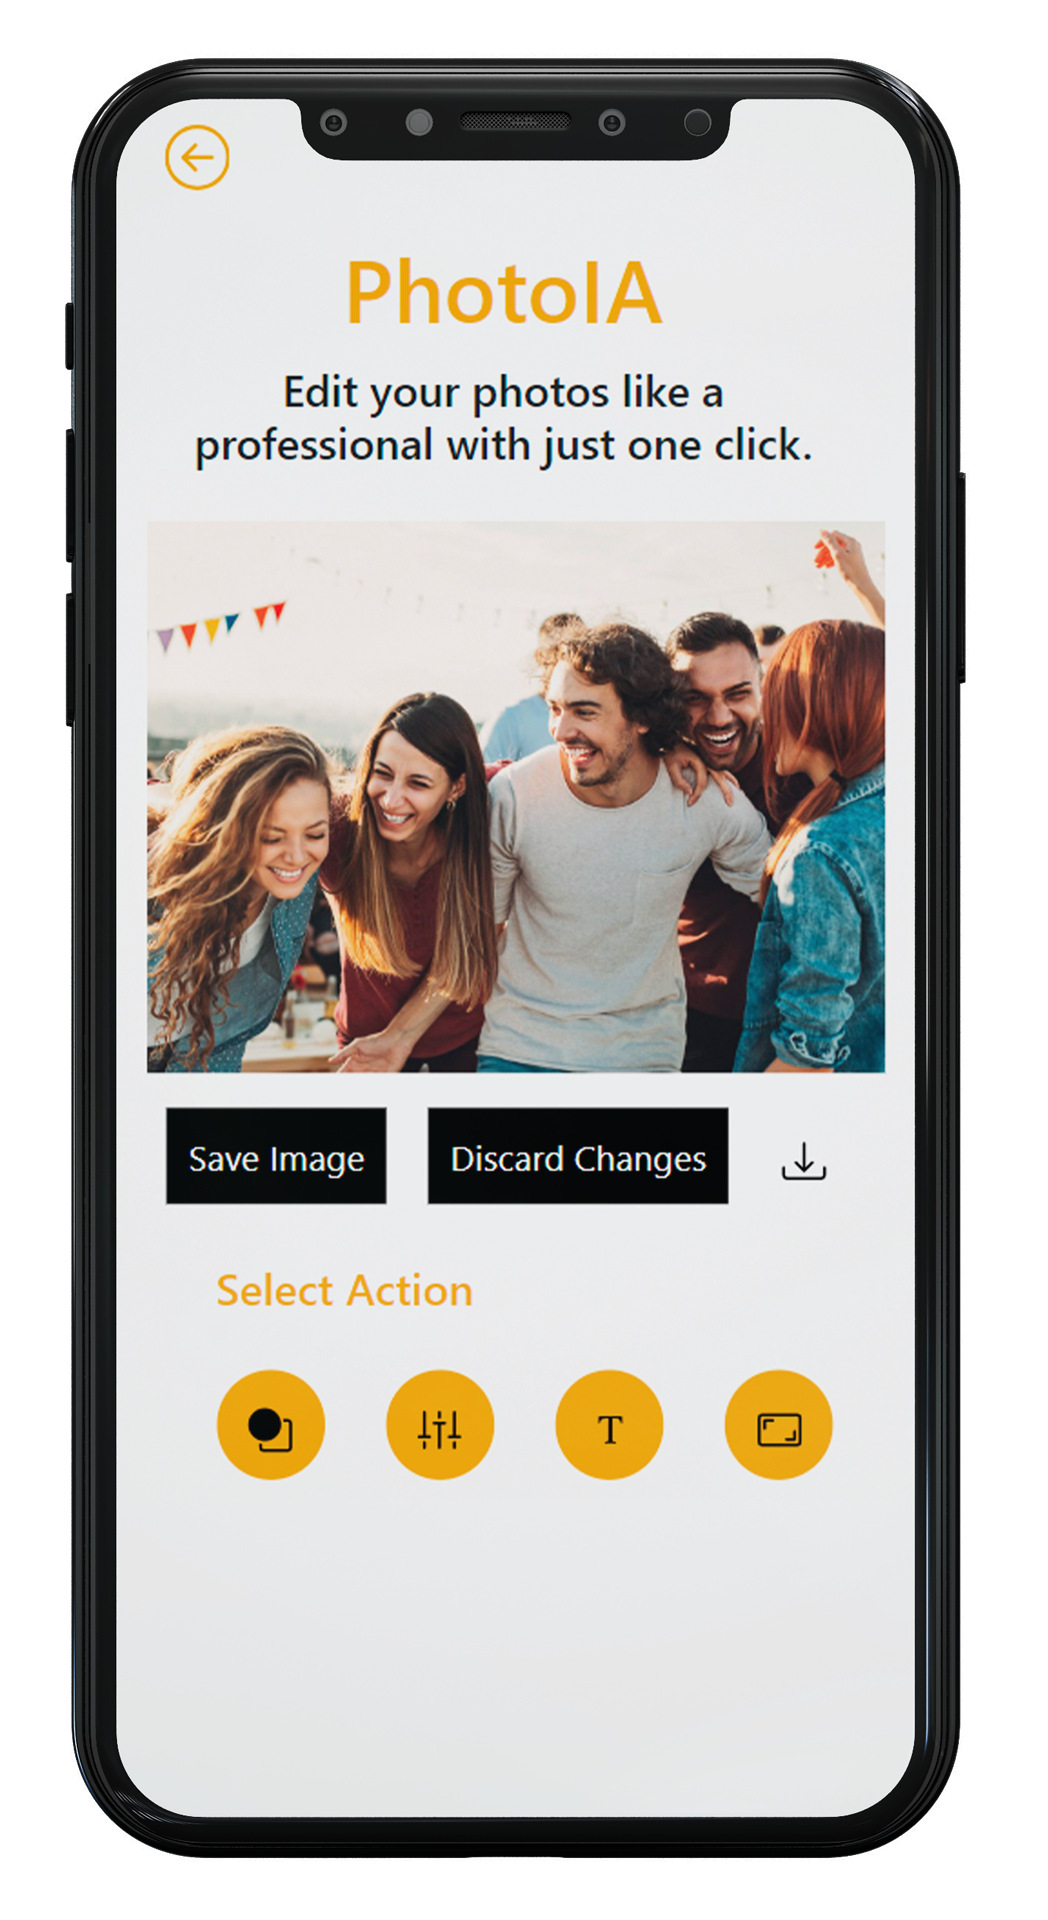 PhotoIA
Edit your photos like a
professional with just one click.
Save Image
Discard Changes
Select Action
T